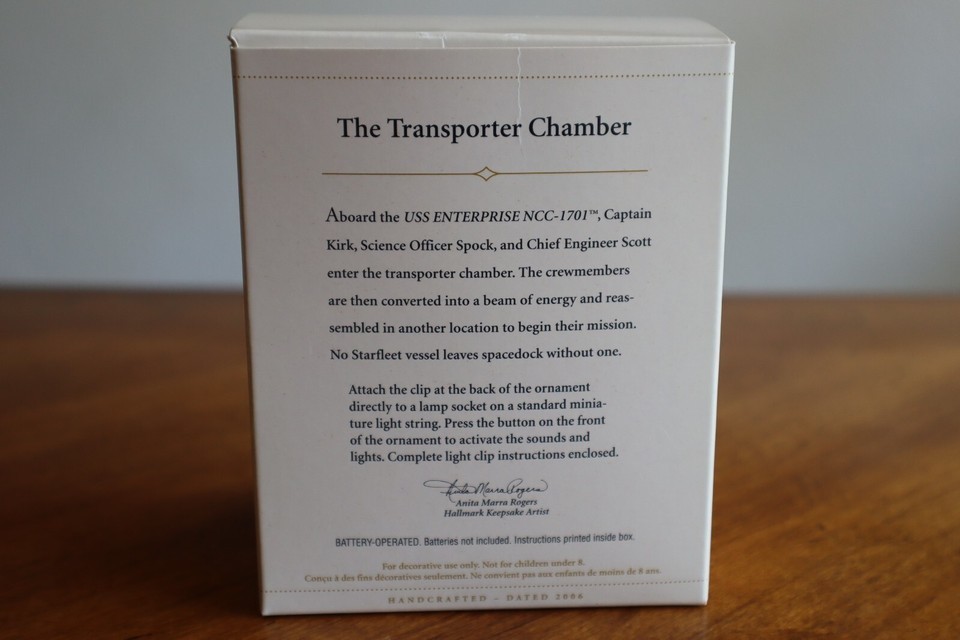 The Transporter Chamber
Aboard the USS ENTERPRISE NCC-1701™, Captain
Kirk, Science Officer Spock, and Chief Engineer Scott
enter the transporter chamber. The crewmembers
are then converted into a beam of energy and reas-
sembled in another location to begin their mission.
No Starfleet vessel leaves spacedock without one.
Attach the clip at the back of the ornament
directly to a lamp socket on a standard minia-
ture light string. Press the button on the front
of the ornament to activate the sounds and
lights. Complete light clip instructions enclosed.
Anita Marra Rogers
Anita Marra Rogers
Hallmark Keepsake Artist
BATTERY-OPERATED. Batteries not included. Instructions printed inside box.
For decorative use only. Not for children under 8.
Conçu à des fins décoratives seulement. Ne convient pas aux enfants de moins de 8 ans.
HANDCRAFTED – DATED 2006